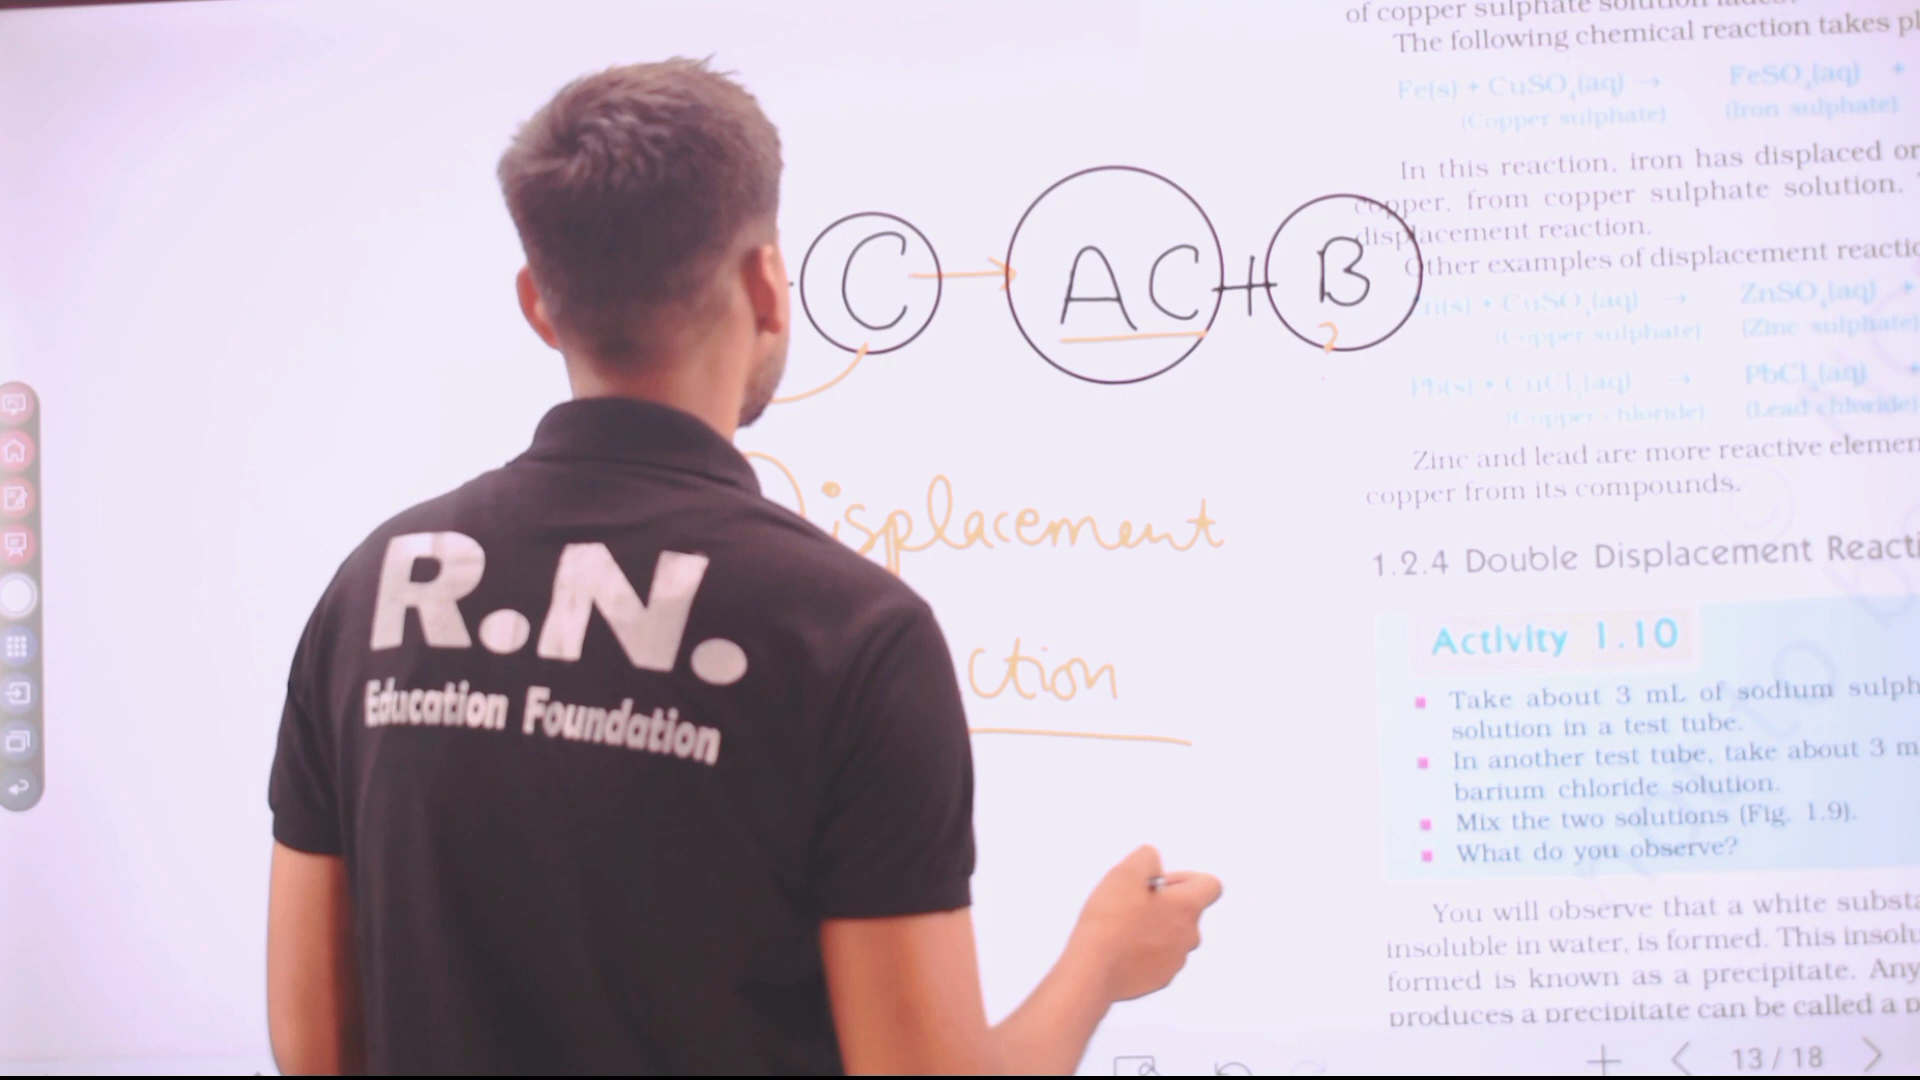 of copper sulphate solution fades.
The following chemical reaction takes pl
Fe(s) + CuSO4(aq) → FeSO4(aq) +
(Copper sulphate) (Iron sulphate)
In this reaction, iron has displaced or
copper, from copper sulphate solution.
displacement reaction.
Other examples of displacement reactio
n(s) + CuSO4(aq) → ZnSO4(aq) +
(Copper sulphate) (Zinc sulphate)
Pb(s) + CuCl2(aq) → PbCl2(aq) +
(Copper chloride) (Lead chloride)
Zinc and lead are more reactive elemen
copper from its compounds.
1.2.4 Double Displacement Reacti
Activity 1.10
Take about 3 mL of sodium sulph
solution in a test tube.
In another test tube, take about 3 m
barium chloride solution.
Mix the two solutions (Fig. 1.9).
What do you observe?
You will observe that a white substa
insoluble in water, is formed. This insolu
formed is known as a precipitate. Any
produces a precipitate can be called a p
C → AC + B
isplacement
ction
R.N.
Education Foundation
13 / 18